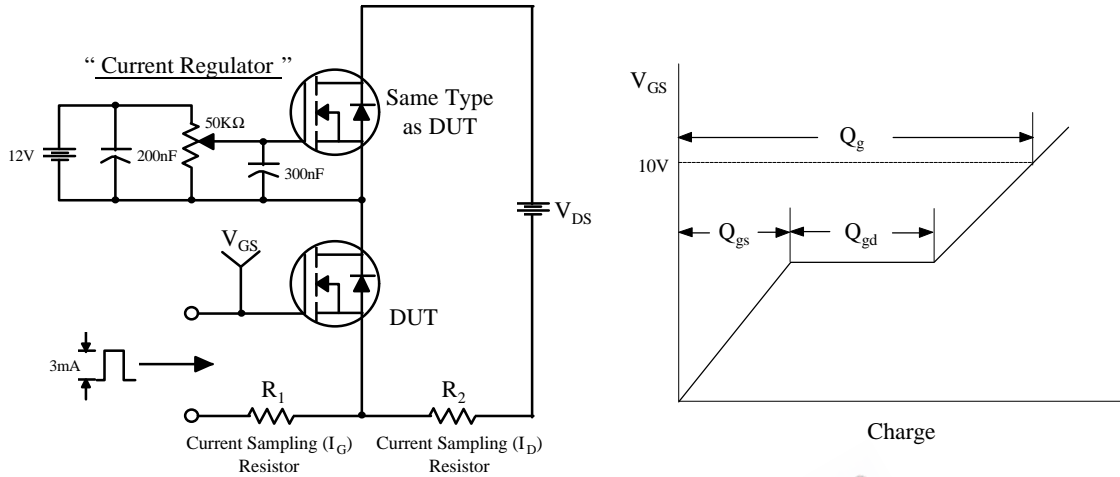 “ Current Regulator ”
Same Type
as DUT
50KΩ
12V
200nF
300nF
V_DS
V_GS
DUT
3mA
R_1
R_2
Current Sampling (I_G)
Resistor
Current Sampling (I_D)
Resistor
V_GS
Q_g
10V
Q_gs
Q_gd
Charge